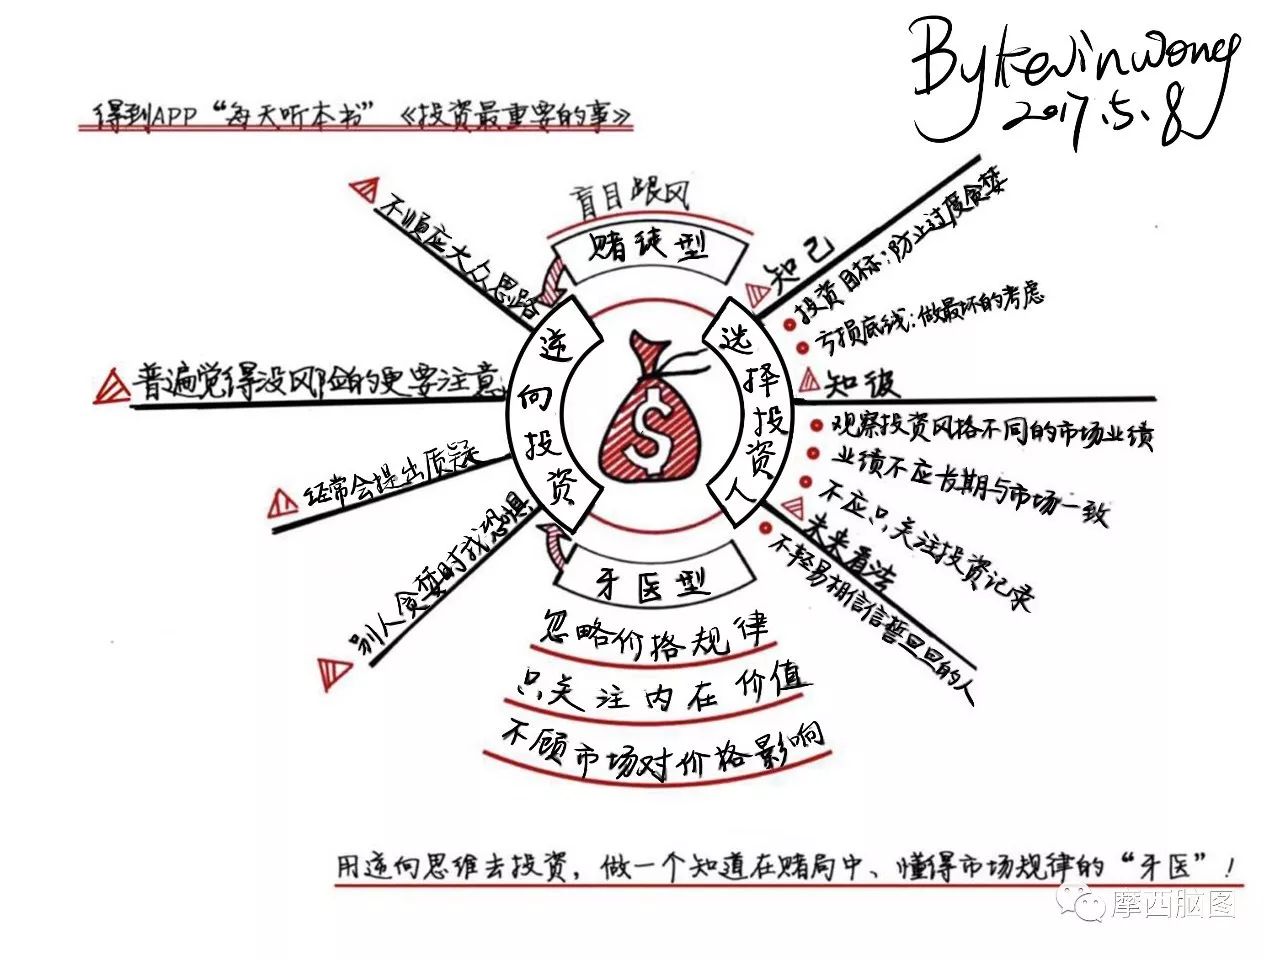 Bykevinwong
2017.5.8
得到APP“每天听本书”《投资最重要的事》
盲目跟风
赌徒型
逆向投资
不顺应大众思路
普遍觉得没风险的更要注意
经常会提出质疑
别人贪婪时我恐惧
选择投资人
知己
投资目标：防止过度贪婪
亏损底线：做最坏的考虑
知彼
观察投资风格不同的市场业绩
业绩不应长期与市场一致
不应只关注投资记录
未来看法
不轻易相信信誓旦旦的人
$
牙医型
忽略价格规律
只关注内在价值
不顾市场对价格影响
用逆向思维去投资，做一个知道在赌局中、懂得市场规律的“牙医”！
摩西脑图